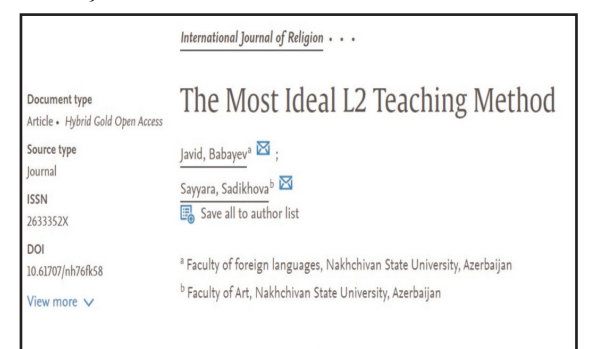 International Journal of Religion • • •
The Most Ideal L2 Teaching Method
Document type
Article • Hybrid Gold Open Access
Source type
Journal
ISSN
2633352X
DOI
10.61707/nh76fk58
View more
Javid, Babayevᵃ ;
Sayyara, Sadikhovaᵇ
Save all to author list
ᵃ Faculty of foreign languages, Nakhchivan State University, Azerbaijan
ᵇ Faculty of Art, Nakhchivan State University, Azerbaijan